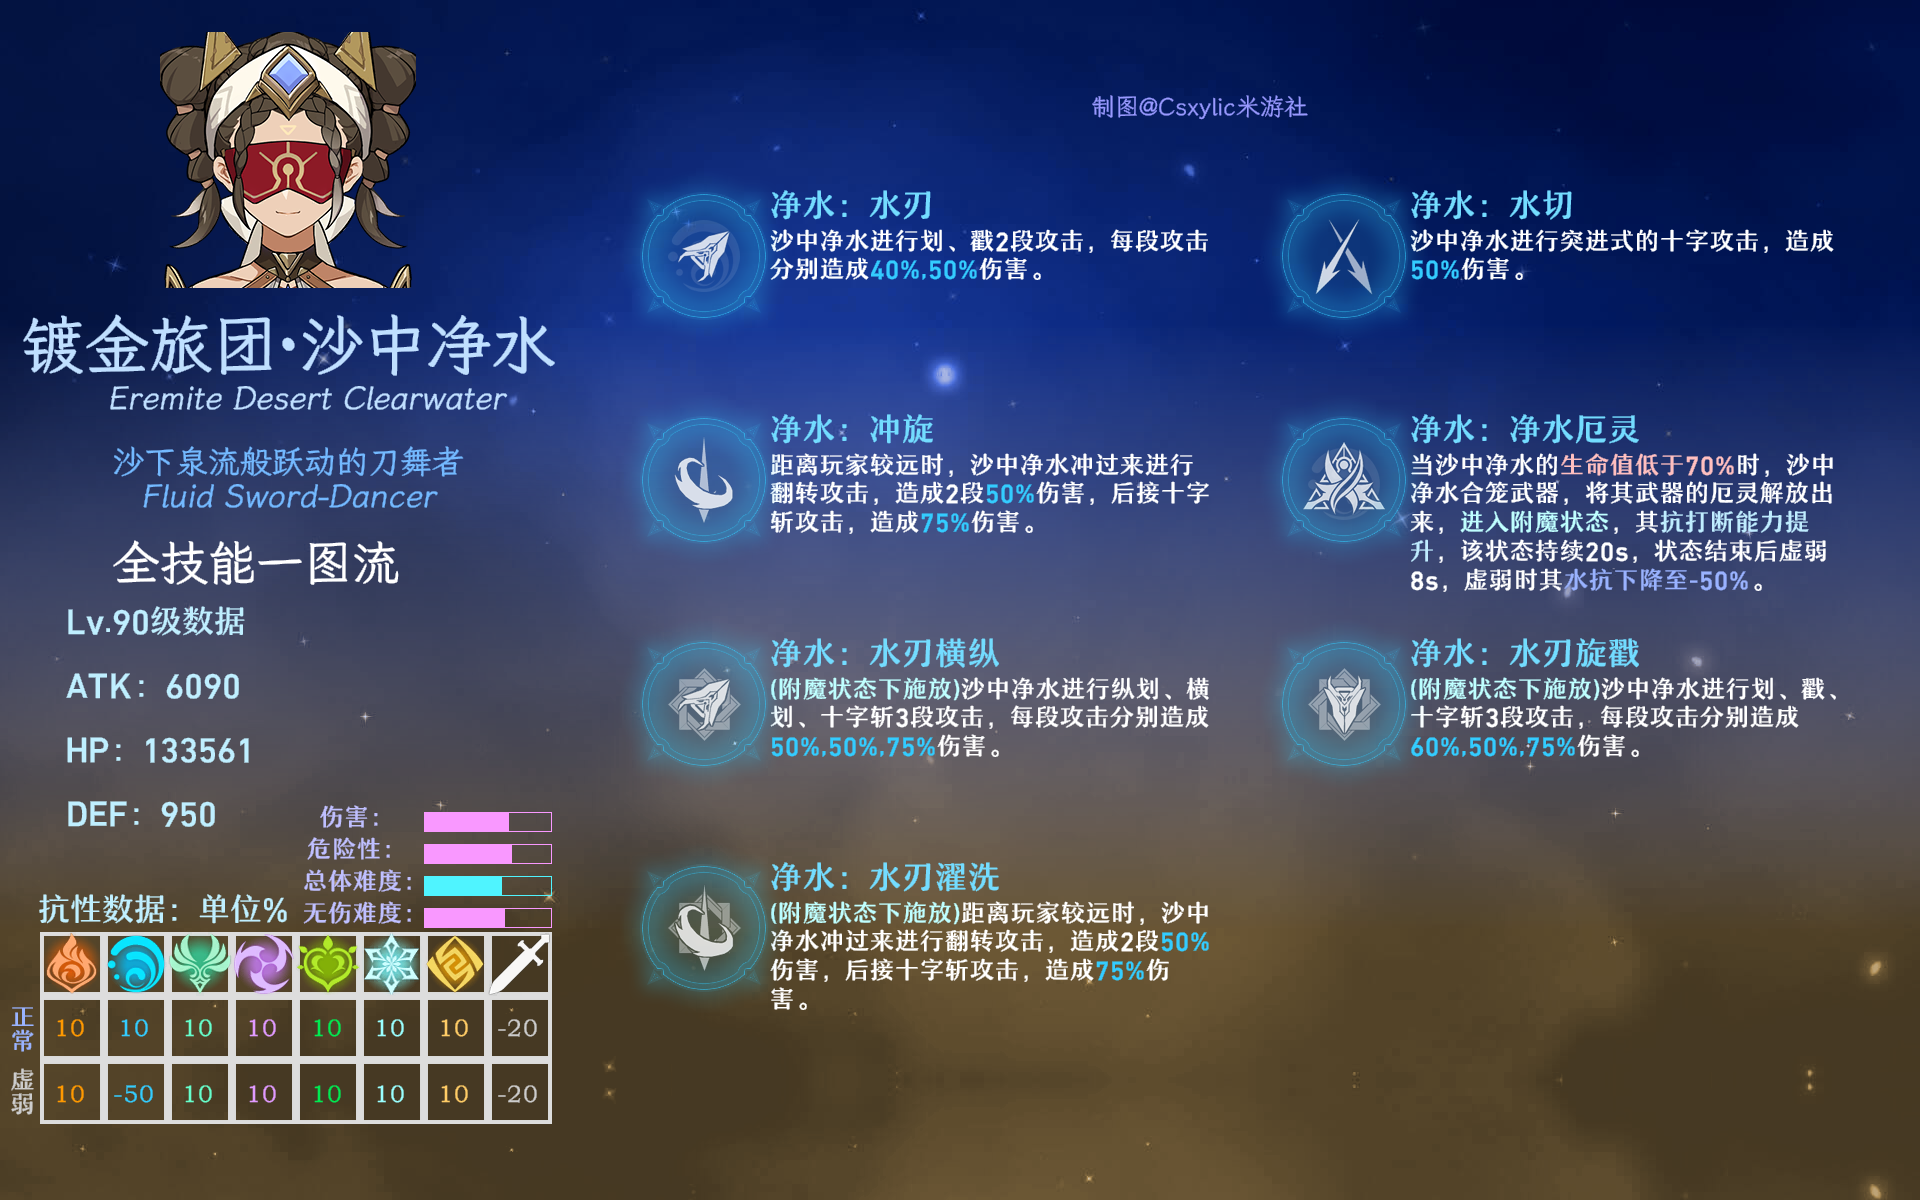 制图@Csxylic米游社
镀金旅团·沙中净水
Eremite Desert Clearwater
沙下泉流般跃动的刀舞者
Fluid Sword-Dancer
全技能一图流
Lv.90级数据
ATK：6090
HP：133561
DEF：950
伤害：
危险性：
总体难度：
无伤难度：
抗性数据：单位%
正常
10 10 10 10 10 10 10 -20
虚弱
10 -50 10 10 10 10 10 -20
净水：水刃
沙中净水进行划、戳2段攻击，每段攻击
分别造成40%,50%伤害。
净水：水切
沙中净水进行突进式的十字攻击，造成
50%伤害。
净水：冲旋
距离玩家较远时，沙中净水冲过来进行
翻转攻击，造成2段50%伤害，后接十字
斩攻击，造成75%伤害。
净水：净水厄灵
当沙中净水的生命值低于70%时，沙中
净水合笼武器，将其武器的厄灵解放出
来，进入附魔状态，其抗打断能力提
升，该状态持续20s，状态结束后虚弱
8s，虚弱时其水抗下降至-50%。
净水：水刃横纵
(附魔状态下施放)沙中净水进行纵划、横
划、十字斩3段攻击，每段攻击分别造成
50%,50%,75%伤害。
净水：水刃旋戳
(附魔状态下施放)沙中净水进行划、戳、
十字斩3段攻击，每段攻击分别造成
60%,50%,75%伤害。
净水：水刃濯洗
(附魔状态下施放)距离玩家较远时，沙中
净水冲过来进行翻转攻击，造成2段50%
伤害，后接十字斩攻击，造成75%伤
害。